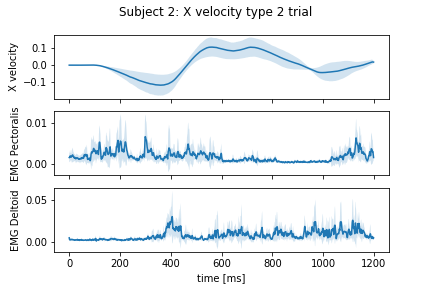 Subject 2: X velocity type 2 trial
X velocity
0.1
0.0
−0.1
EMG Pectoralis
0.01
0.00
EMG Deltoid
0.05
0.00
0 200 400 600 800 1000 1200
time [ms]